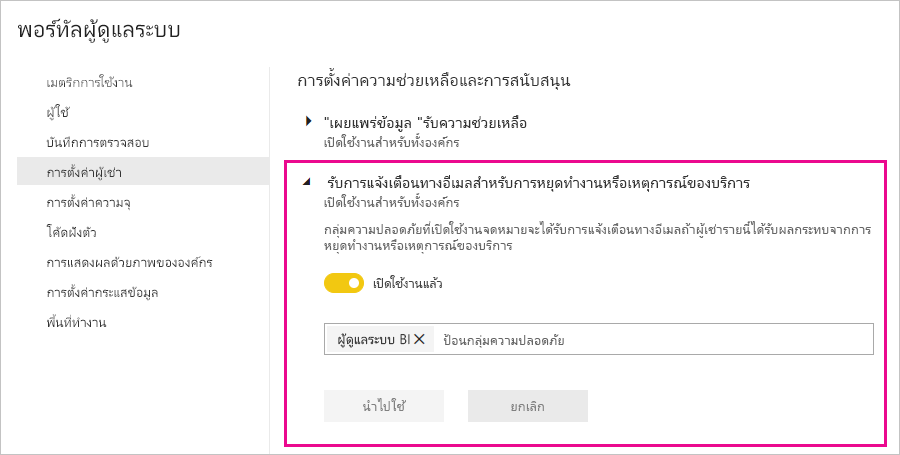 พอร์ทัลผู้ดูแลระบบ
เมตริกการใช้งาน
ผู้ใช้
บันทึกการตรวจสอบ
การตั้งค่าผู้เช่า
การตั้งค่าความจุ
โค้ดฝังตัว
การแสดงผลด้วยภาพขององค์กร
การตั้งค่ากระแสข้อมูล
พื้นที่ทำงาน
การตั้งค่าความช่วยเหลือและการสนับสนุน
"เผยแพร่ข้อมูล "รับความช่วยเหลือ
เปิดใช้งานสำหรับทั้งองค์กร
รับการแจ้งเตือนทางอีเมลสำหรับการหยุดทำงานหรือเหตุการณ์ของบริการ
เปิดใช้งานสำหรับทั้งองค์กร
กลุ่มความปลอดภัยที่เปิดใช้งานจดหมายจะได้รับการแจ้งเตือนทางอีเมลถ้าผู้เช่ารายนี้ได้รับผลกระทบจากการ
หยุดทำงานหรือเหตุการณ์ของบริการ
เปิดใช้งานแล้ว
ผู้ดูแลระบบ BI ป้อนกลุ่มความปลอดภัย
นำไปใช้ ยกเลิก